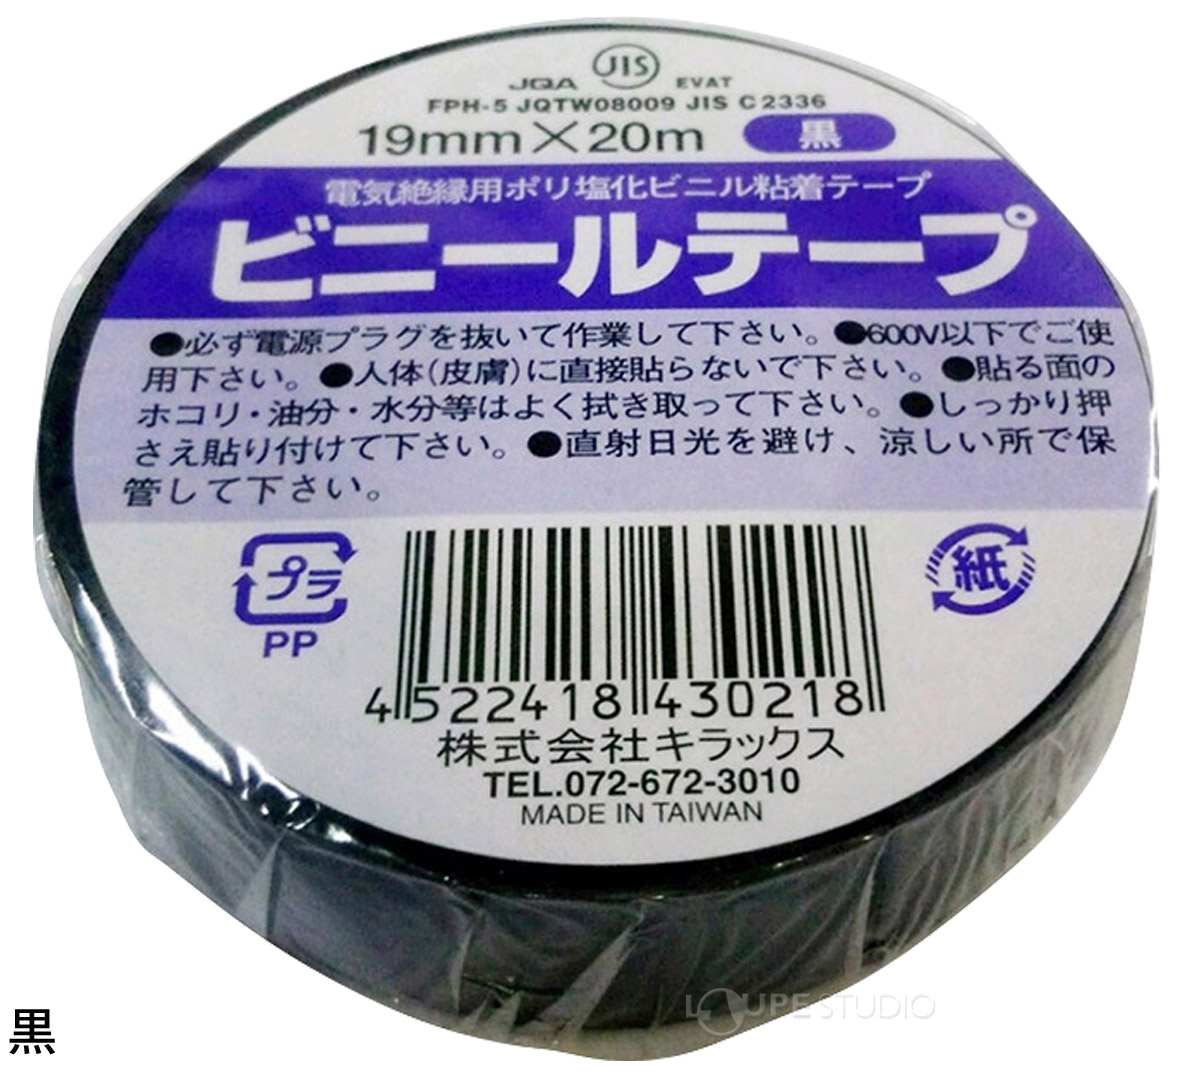 JIS
JQA EVAT
FPH-5 JQTW08009 JIS C 2336
19mm×20m 黒
電気絶縁用ポリ塩化ビニル粘着テープ
ビニールテープ
●必ず電源プラグを抜いて作業して下さい。●600V以下でご使
用下さい。●人体(皮膚)に直接貼らないで下さい。●貼る面の
ホコリ・油分・水分等はよく拭き取って下さい。●しっかり押
さえ貼り付けて下さい。●直射日光を避け、涼しい所で保
管して下さい。
プラ
PP
紙
4 522418 430218
株式会社キラックス
TEL.072-672-3010
MADE IN TAIWAN
LOUPE STUDIO
黒